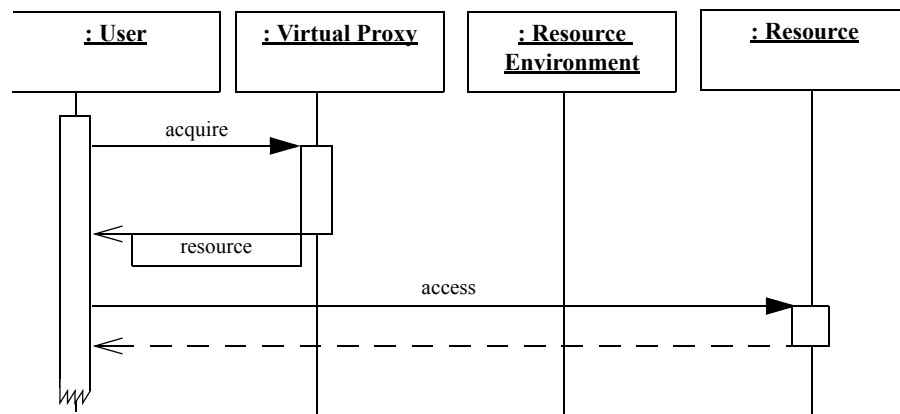 : User
: Virtual Proxy
: Resource
Environment
: Resource
acquire
resource
access